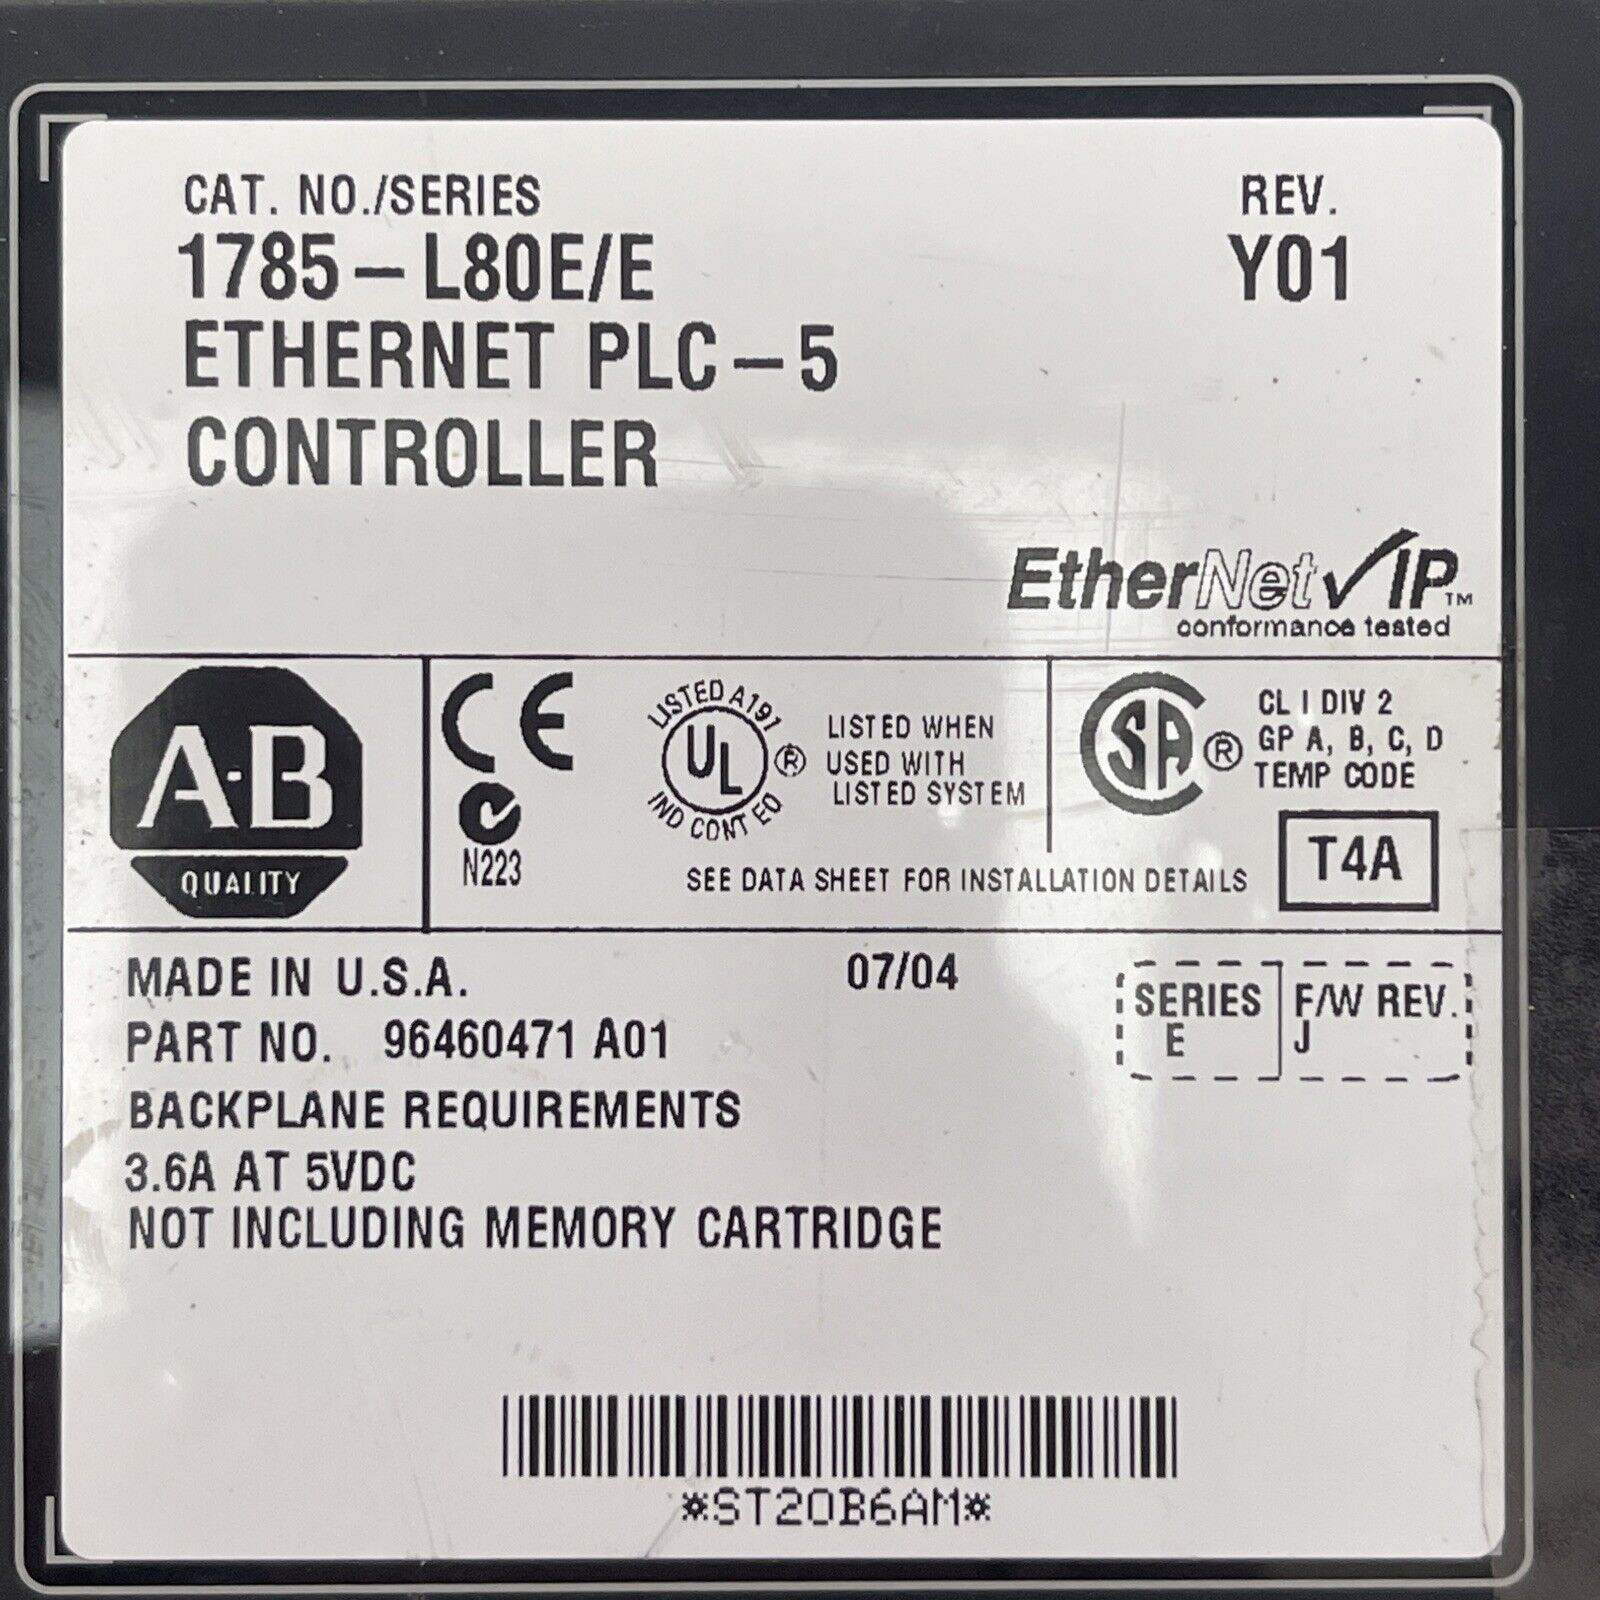 CAT. NO./SERIES
REV.
1785-L80E/E
Y01
ETHERNET PLC-5
CONTROLLER
EtherNet/IP™
conformance tested
A-B
QUALITY
CE
N223
LISTED A191
UL ®
IND CONT EQ
LISTED WHEN
USED WITH
LISTED SYSTEM
SA ®
CL I DIV 2
GP A, B, C, D
TEMP CODE
T4A
SEE DATA SHEET FOR INSTALLATION DETAILS
MADE IN U.S.A.
07/04
PART NO. 96460471 A01
SERIES
E
F/W REV.
J
BACKPLANE REQUIREMENTS
3.6A AT 5VDC
NOT INCLUDING MEMORY CARTRIDGE
*ST20B6AM*